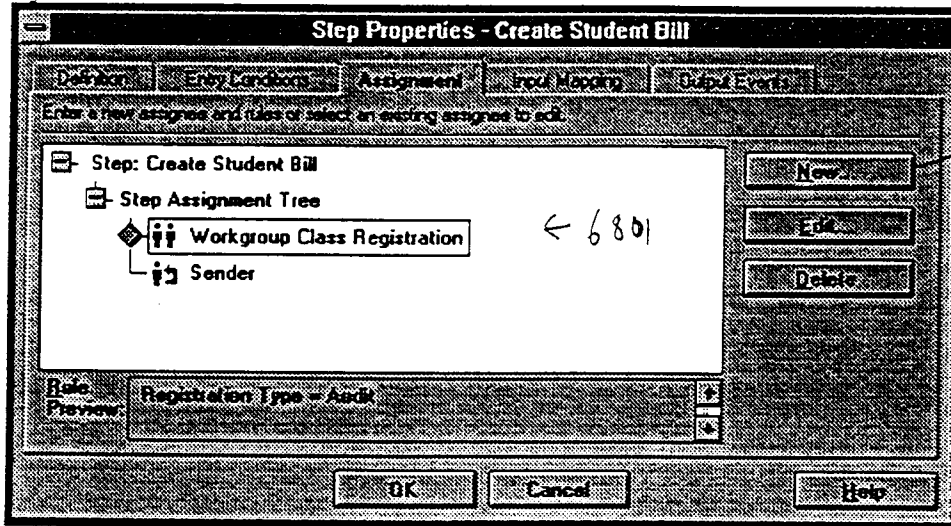 Step Properties - Create Student Bill
Definition Entry Conditions Assignment Input Mapping Output Events
Enter a new assignee and rules or select an existing assignee to edit.
Step: Create Student Bill
Step Assignment Tree
Workgroup Class Registration ← 6801
Sender
New...
Edit...
Delete...
Rule Preview:
Registration Type = Audit
OK Cancel Help